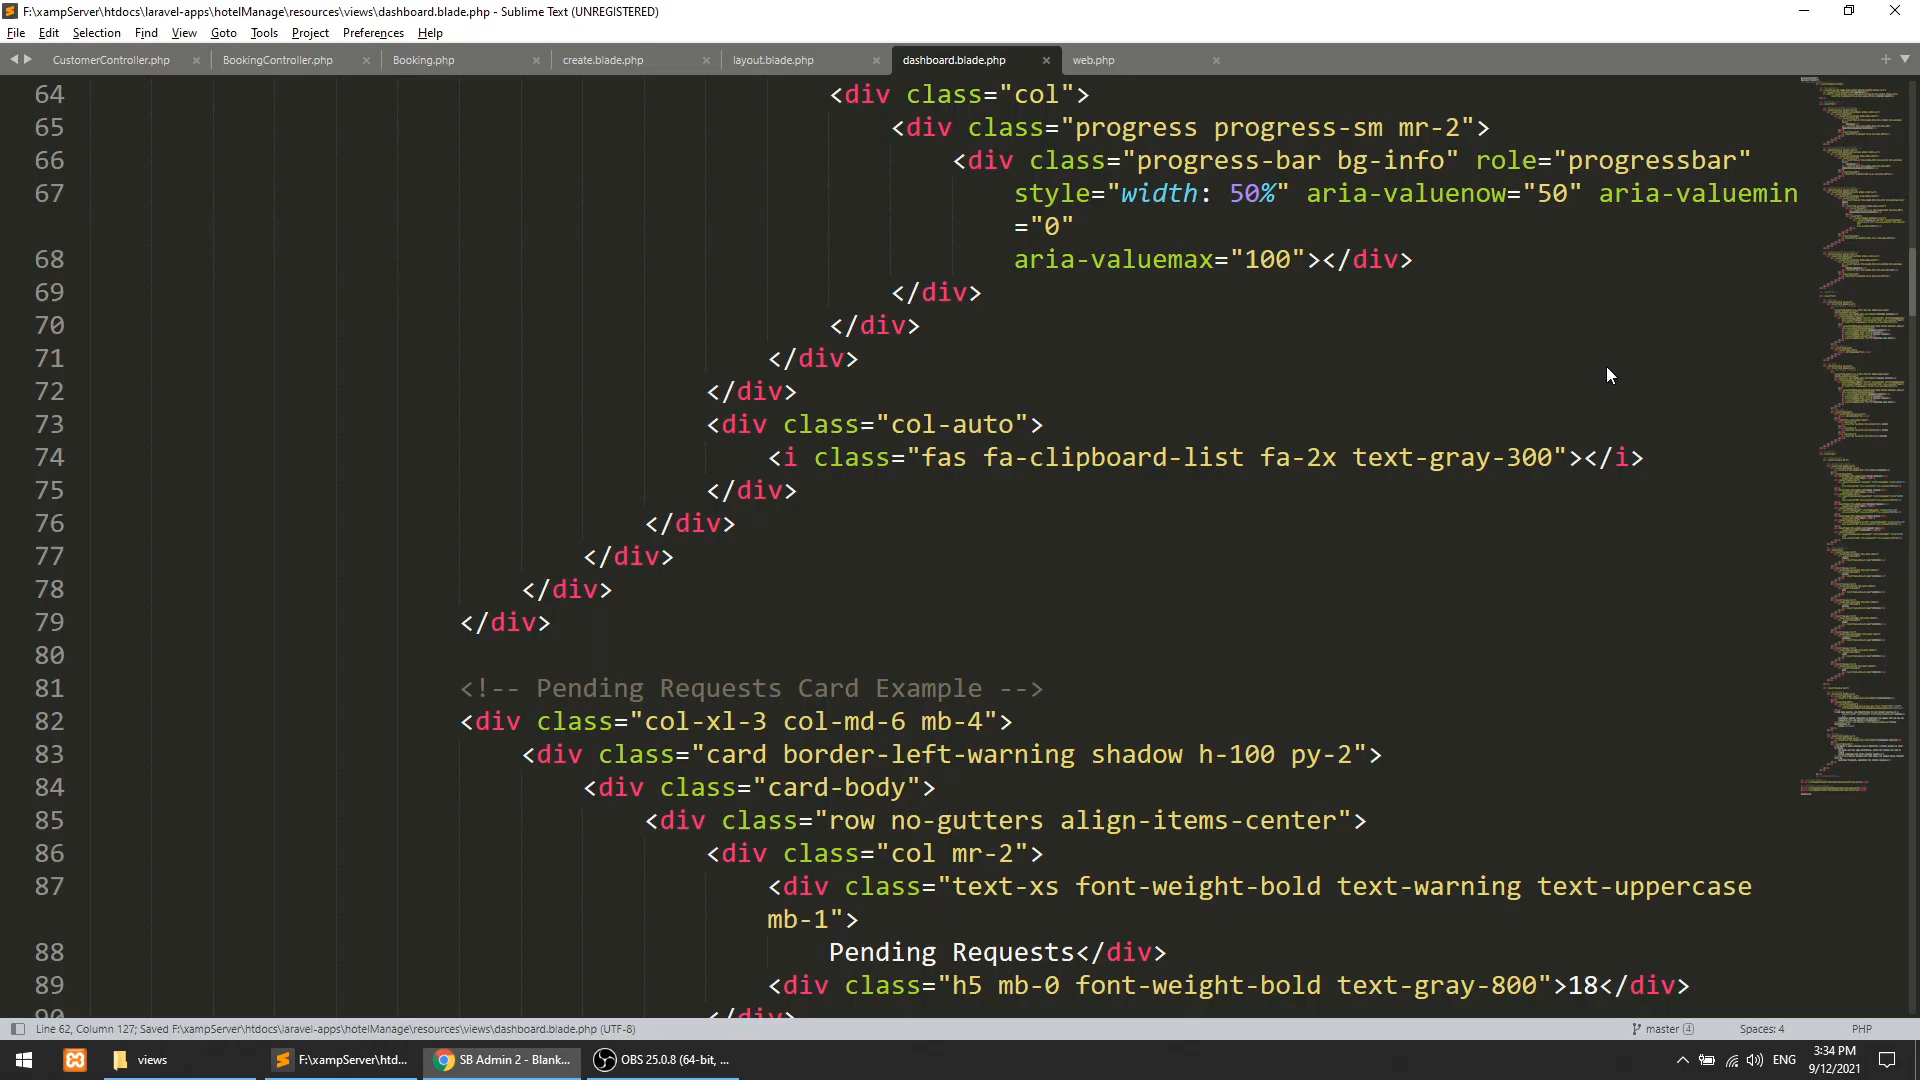 F:\xampServer\htdocs\laravel-apps\hotelManage\resources\views\dashboard.blade.php - Sublime Text (UNREGISTERED)
File Edit Selection Find View Goto Tools Project Preferences Help
CustomerController.php × BookingController.php × Booking.php × create.blade.php × layout.blade.php × dashboard.blade.php × web.php ×
64 <div class="col">
65 <div class="progress progress-sm mr-2">
66 <div class="progress-bar bg-info" role="progressbar"
67 style="width: 50%" aria-valuenow="50" aria-valuemin
="0"
68 aria-valuemax="100"></div>
69 </div>
70 </div>
71 </div>
72 </div>
73 <div class="col-auto">
74 <i class="fas fa-clipboard-list fa-2x text-gray-300"></i>
75 </div>
76 </div>
77 </div>
78 </div>
79 </div>
80
81 <!-- Pending Requests Card Example -->
82 <div class="col-xl-3 col-md-6 mb-4">
83 <div class="card border-left-warning shadow h-100 py-2">
84 <div class="card-body">
85 <div class="row no-gutters align-items-center">
86 <div class="col mr-2">
87 <div class="text-xs font-weight-bold text-warning text-uppercase
mb-1">
88 Pending Requests</div>
89 <div class="h5 mb-0 font-weight-bold text-gray-800">18</div>
90 </div>
Line 62, Column 127; Saved F:\xampServer\htdocs\laravel-apps\hotelManage\resources\views\dashboard.blade.php (UTF-8) master 4 Spaces: 4 PHP
views F:\xampServer\htd... SB Admin 2 - Blank... OBS 25.0.8 (64-bit, ... ENG 3:34 PM
9/12/2021